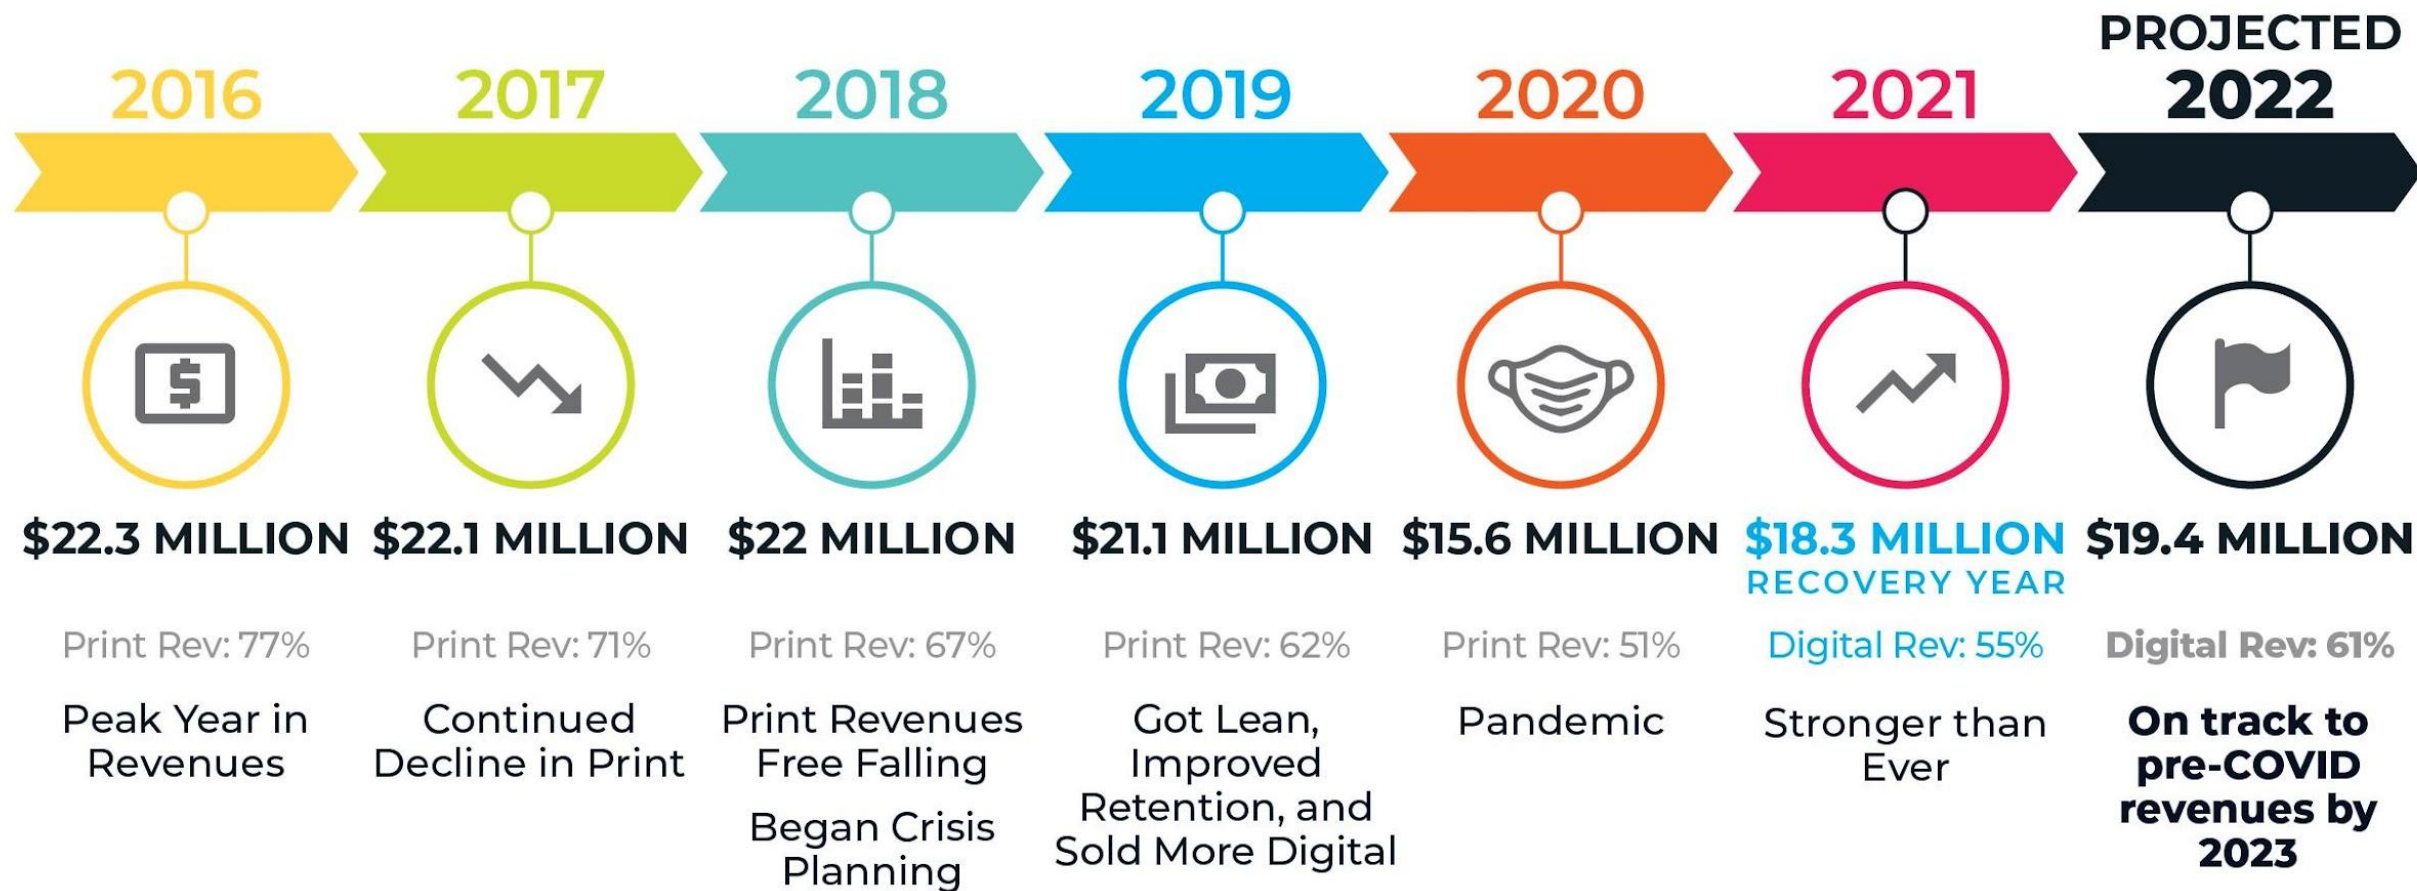 2016
2017
2018
2019
2020
2021
PROJECTED
2022
$22.3 MILLION
$22.1 MILLION
$22 MILLION
$21.1 MILLION
$15.6 MILLION
$18.3 MILLION
RECOVERY YEAR
$19.4 MILLION
Print Rev: 77%
Print Rev: 71%
Print Rev: 67%
Print Rev: 62%
Print Rev: 51%
Digital Rev: 55%
Digital Rev: 61%
Peak Year in
Revenues
Continued
Decline in Print
Print Revenues
Free Falling
Began Crisis
Planning
Got Lean,
Improved
Retention, and
Sold More Digital
Pandemic
Stronger than
Ever
On track to
pre-COVID
revenues by
2023